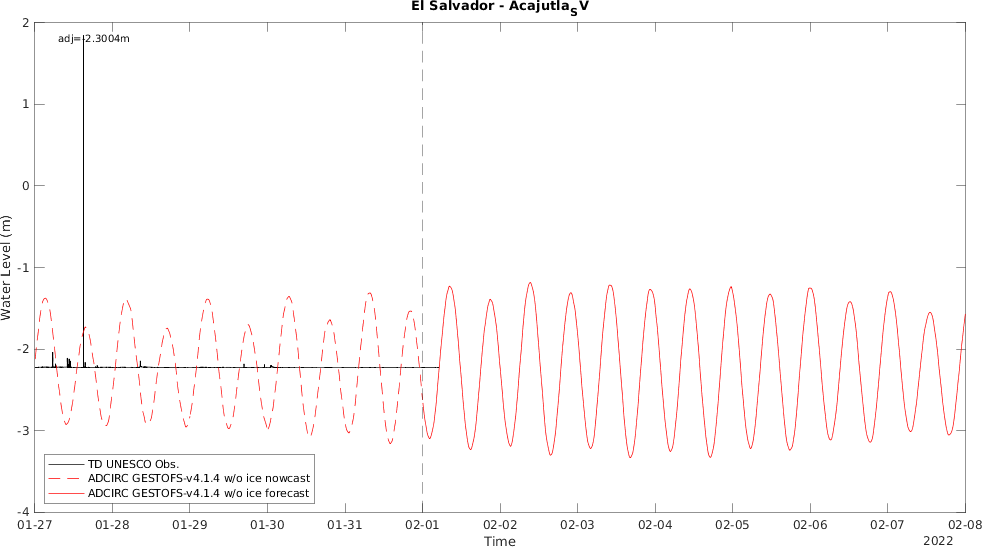 El Salvador - Acajutla_SV
adj=-2.3004m
2
1
0
-1
-2
-3
-4
Water Level (m)
TD UNESCO Obs.
ADCIRC GESTOFS-v4.1.4 w/o ice nowcast
ADCIRC GESTOFS-v4.1.4 w/o ice forecast
01-27 01-28 01-29 01-30 01-31 02-01 02-02 02-03 02-04 02-05 02-06 02-07 02-08
Time
2022